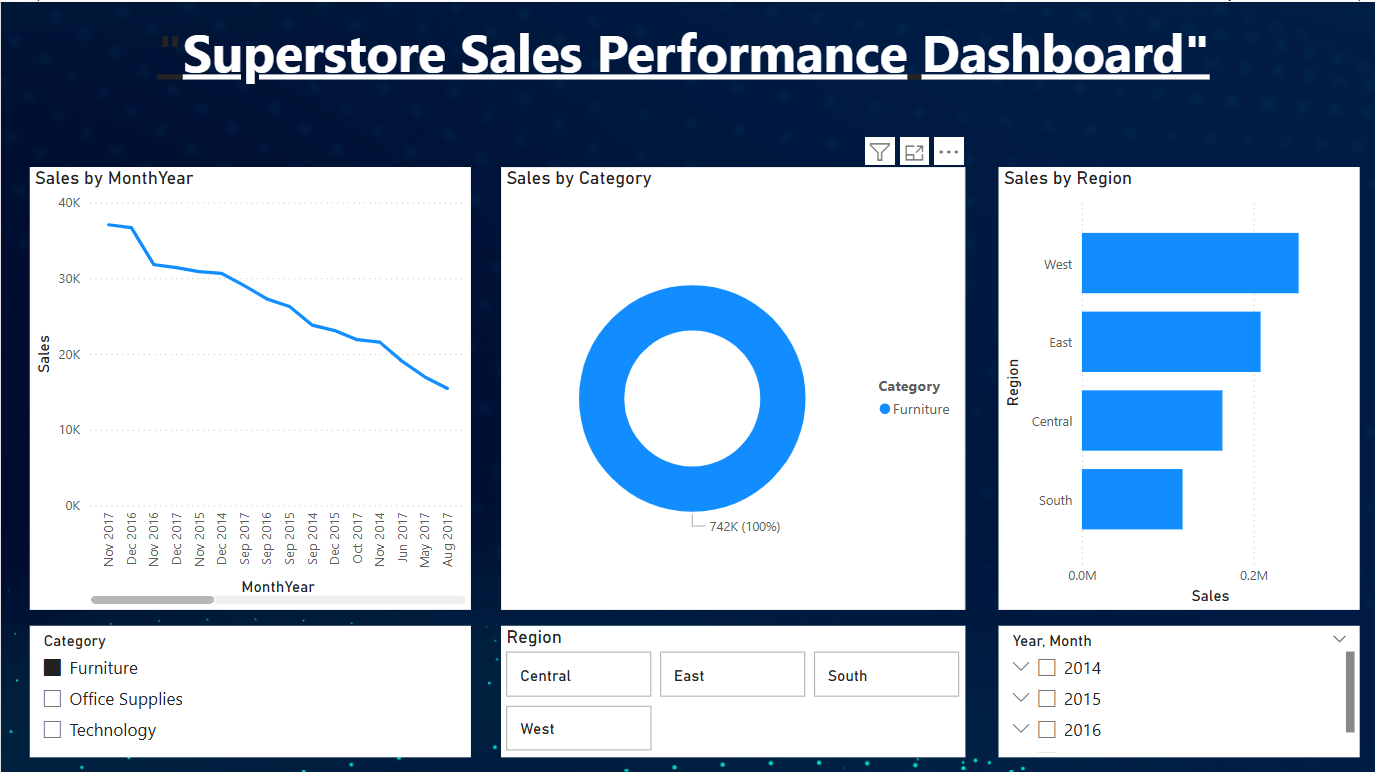 "Superstore Sales Performance Dashboard"
Sales by MonthYear
40K
30K
20K
10K
0K
Sales
Nov 2017
Dec 2016
Nov 2016
Dec 2017
Nov 2015
Dec 2014
Sep 2017
Sep 2016
Sep 2015
Sep 2014
Dec 2015
Oct 2017
Nov 2014
Jun 2017
May 2017
Aug 2017
MonthYear
Sales by Category
742K (100%)
Category
Furniture
Sales by Region
Region
West
East
Central
South
0.0M 0.2M
Sales
Category
Furniture
Office Supplies
Technology
Region
Central East South
West
Year, Month
2014
2015
2016